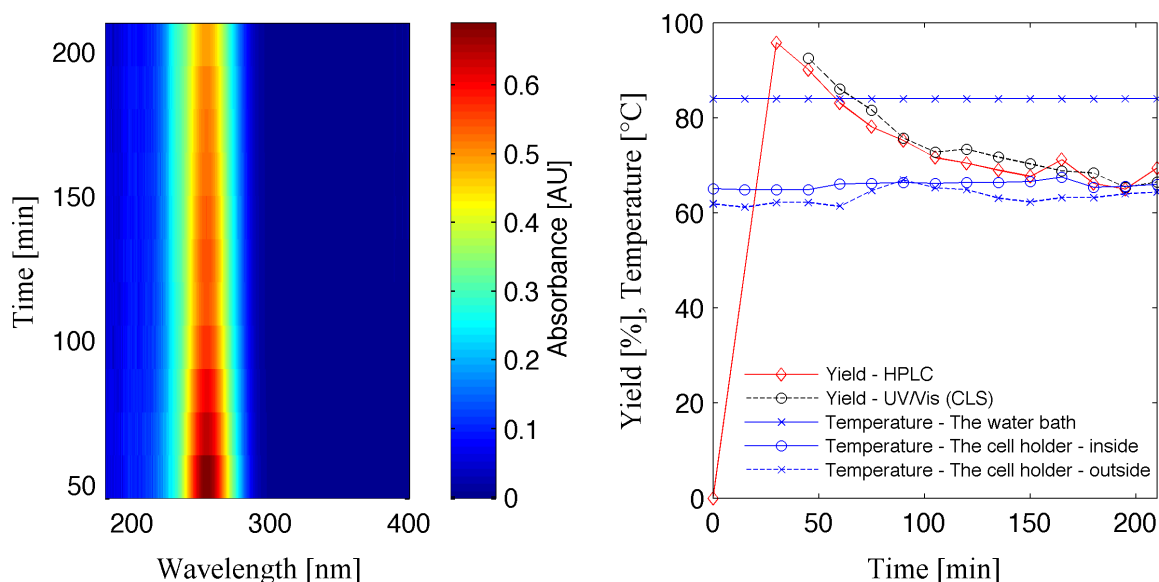 200
150
100
50
Time [min]
200
300
400
Wavelength [nm]
0.6
0.5
0.4
0.3
0.2
0.1
0
Absorbance [AU]
100
80
60
40
20
0
Yield [%], Temperature [°C]
Yield - HPLC
Yield - UV/Vis (CLS)
Temperature - The water bath
Temperature - The cell holder - inside
Temperature - The cell holder - outside
0
50
100
150
200
Time [min]